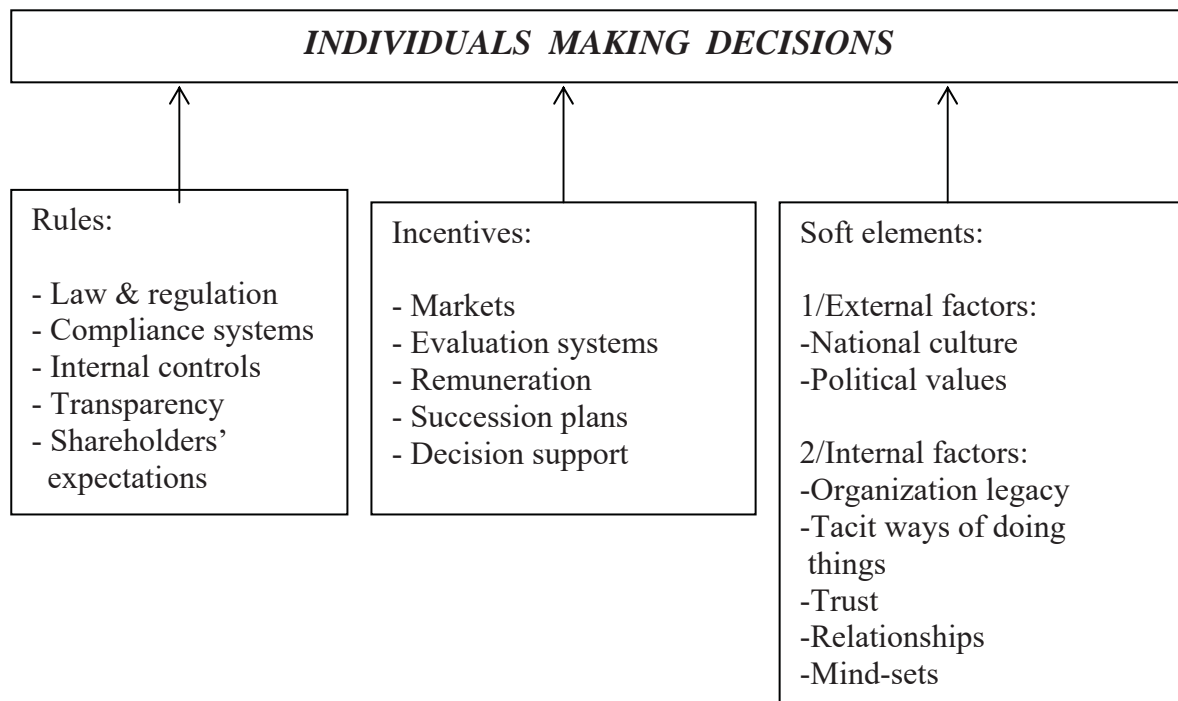 INDIVIDUALS MAKING DECISIONS
Rules:
- Law & regulation
- Compliance systems
- Internal controls
- Transparency
- Shareholders’
expectations
Incentives:
- Markets
- Evaluation systems
- Remuneration
- Succession plans
- Decision support
Soft elements:
1/External factors:
-National culture
-Political values
2/Internal factors:
-Organization legacy
-Tacit ways of doing
things
-Trust
-Relationships
-Mind-sets